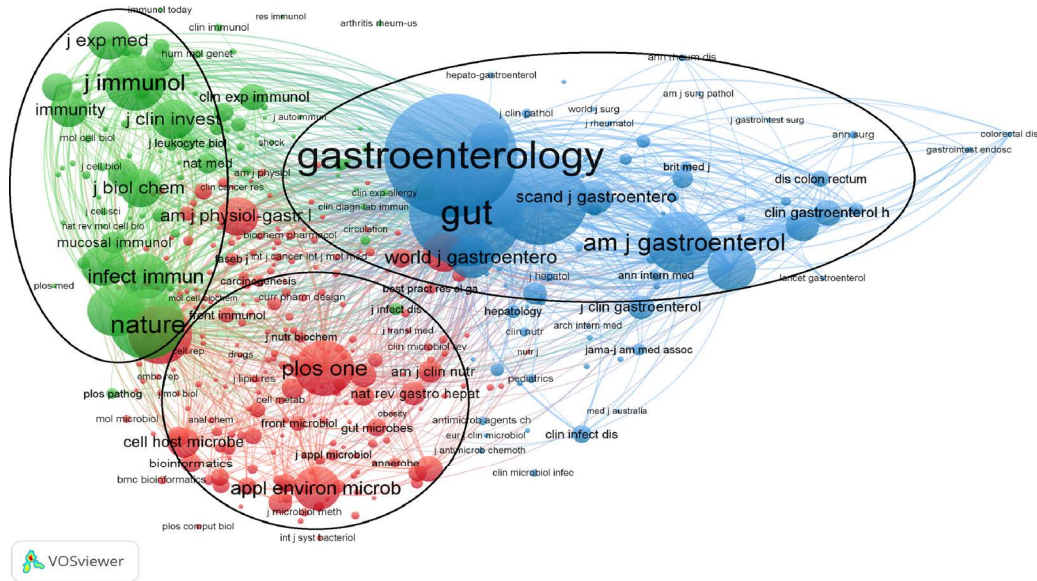 immunol today
res immunol
arthritis rheum-us
clin immunol
j exp med
hum mol genet
ann rheum dis
hepato-gastroenterol
j immunol
immunity
clin exp immunol
j clin pathol
world j surg
am j surg pathol
j clin invest
j autoimmun
j rheumatol
j gastrointest surg
ann surg
colorectal dis
mol cell biol
j leukocyte biol
shock
gastroenterology
gastrointest endosc
j cell biol
nat med
am j physiol
brit med j
dis colon rectum
j biol chem
clin cancer res
clin exp allergy
scand j gastroentero
j cell sci
clin diagn lab immun
gut
clin gastroenterol h
am j physiol-gastr l
nat rev mol cell bio
circulation
mucosal immunol
biochem pharmacol
am j gastroenterol
faseb j
int j cancer
int j mol med
world j gastroentero
infect immun
carcinogenesis
j hepatol
ann intern med
lancet gastroenterol
plos med
mol cell biochem
curr pharm design
best pract res cl ga
hepatology
j clin gastroenterol
nature
front immunol
j infect dis
clin nutr
arch intern med
j transl med
j nutr biochem
clin microbiol rev
nutr j
jama-j am med assoc
cell rep
drugs
plos one
am j clin nutr
embo rep
j lipid res
pediatrics
plos pathog
j mol biol
cell metab
nat rev gastro hepat
mol microbiol
anal chem
obesity
med j australia
front microbiol
gut microbes
antimicrob agents ch
cell host microbe
eur j clin microbiol
clin infect dis
j appl microbiol
j antimicrob chemoth
bioinformatics
anaerobe
bmc bioinformatics
clin microbiol infec
appl environ microb
j microbiol meth
plos comput biol
int j syst bacteriol
VOSviewer